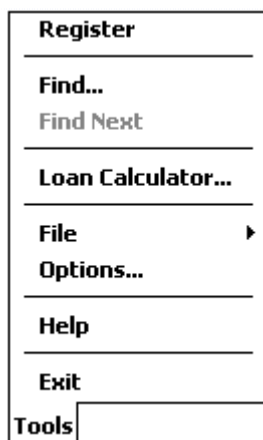 Register
Find...
Find Next
Loan Calculator...
File
Options...
Help
Exit
Tools